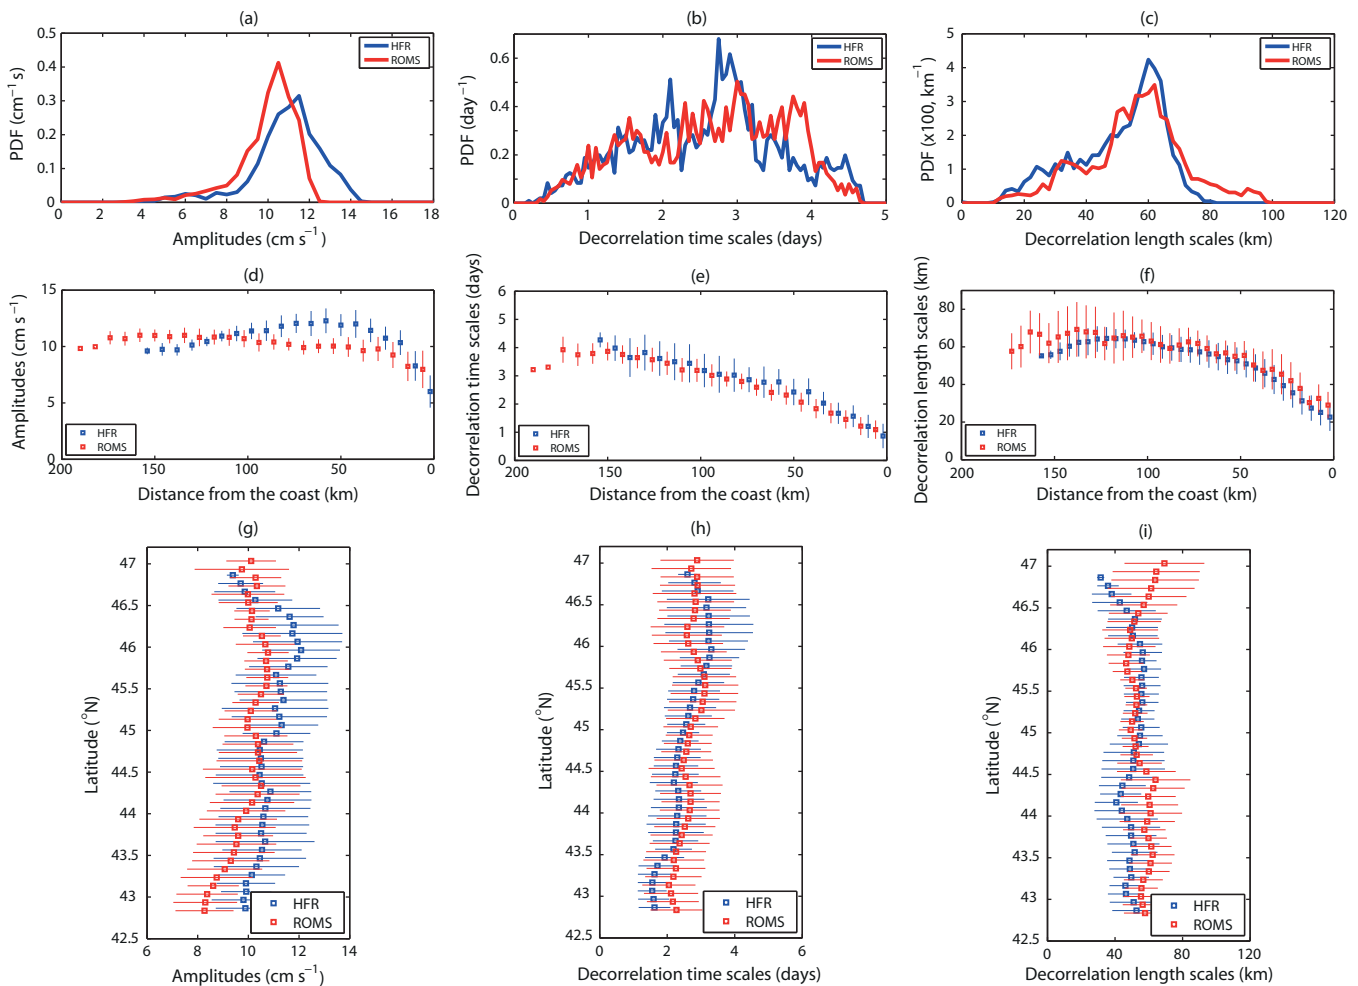 (a)
0.5
0.4
0.3
0.2
0.1
0
PDF (cm⁻¹ s)
HFR
ROMS
0 2 4 6 8 10 12 14 16 18
Amplitudes (cm s⁻¹)
(b)
0.6
0.4
0.2
0
PDF (day⁻¹)
HFR
ROMS
0 1 2 3 4 5
Decorrelation time scales (days)
(c)
5
4
3
2
1
0
PDF (x100, km⁻¹)
HFR
ROMS
0 20 40 60 80 100 120
Decorrelation length scales (km)
(d)
15
10
5
0
Amplitudes (cm s⁻¹)
HFR
ROMS
200 150 100 50 0
Distance from the coast (km)
(e)
6
5
4
3
2
1
0
Decorrelation time scales (days)
HFR
ROMS
200 150 100 50 0
Distance from the coast (km)
(f)
80
60
40
20
0
Decorrelation length scales (km)
HFR
ROMS
200 150 100 50 0
Distance from the coast (km)
(g)
47
46.5
46
45.5
45
44.5
44
43.5
43
42.5
Latitude (°N)
HFR
ROMS
6 8 10 12 14
Amplitudes (cm s⁻¹)
(h)
47
46.5
46
45.5
45
44.5
44
43.5
43
42.5
Latitude (°N)
HFR
ROMS
0 2 4 6
Decorrelation time scales (days)
(i)
47
46.5
46
45.5
45
44.5
44
43.5
43
42.5
Latitude (°N)
HFR
ROMS
0 40 80 120
Decorrelation length scales (km)